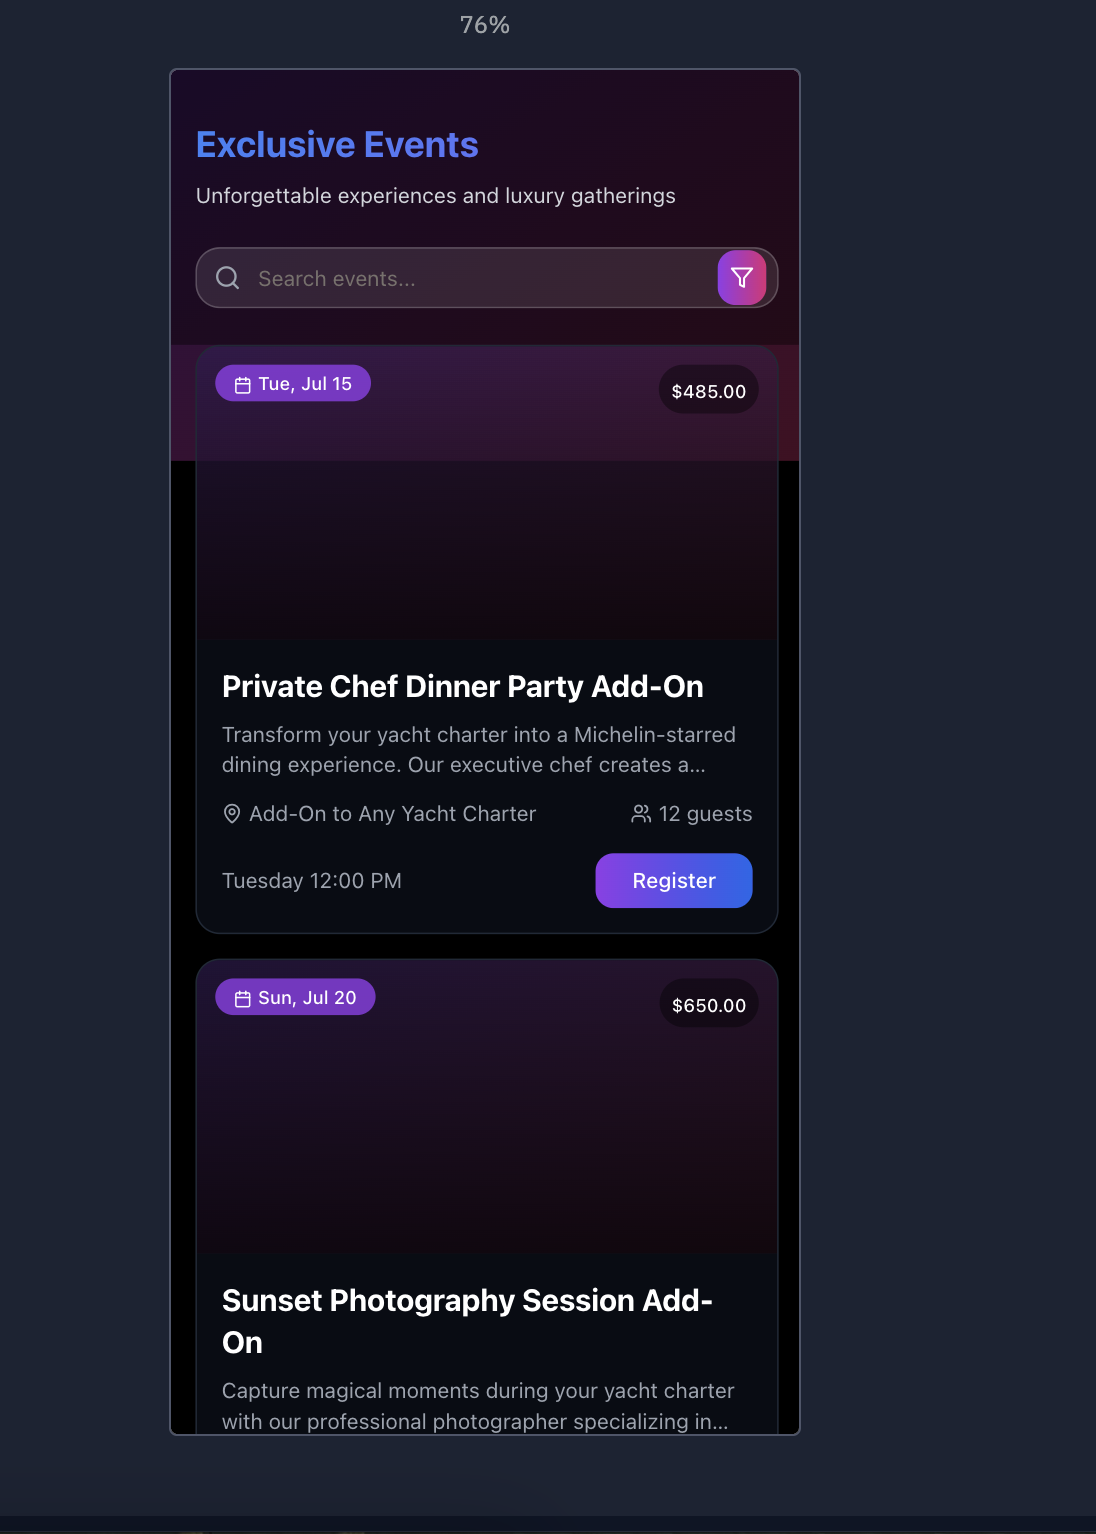 76%
Exclusive Events
Unforgettable experiences and luxury gatherings
Search events...
Tue, Jul 15
$485.00
Private Chef Dinner Party Add-On
Transform your yacht charter into a Michelin-starred
dining experience. Our executive chef creates a...
Add-On to Any Yacht Charter
12 guests
Tuesday 12:00 PM
Register
Sun, Jul 20
$650.00
Sunset Photography Session Add-
On
Capture magical moments during your yacht charter
with our professional photographer specializing in...